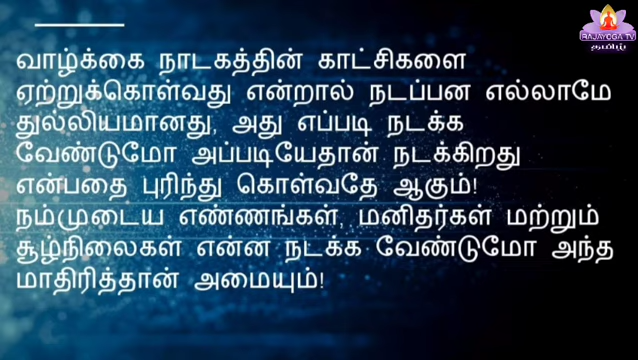 RAJAYOGA TV
தமிழ்
வாழ்க்கை நாடகத்தின் காட்சிகளை
ஏற்றுக்கொள்வது என்றால் நடப்பன எல்லாமே
துல்லியமானது, அது எப்படி நடக்க
வேண்டுமோ அப்படியேதான் நடக்கிறது
என்பதை புரிந்து கொள்வதே ஆகும்!
நம்முடைய எண்ணங்கள், மனிதர்கள் மற்றும்
சூழ்நிலைகள் என்ன நடக்க வேண்டுமோ அந்த
மாதிரித்தான் அமையும்!